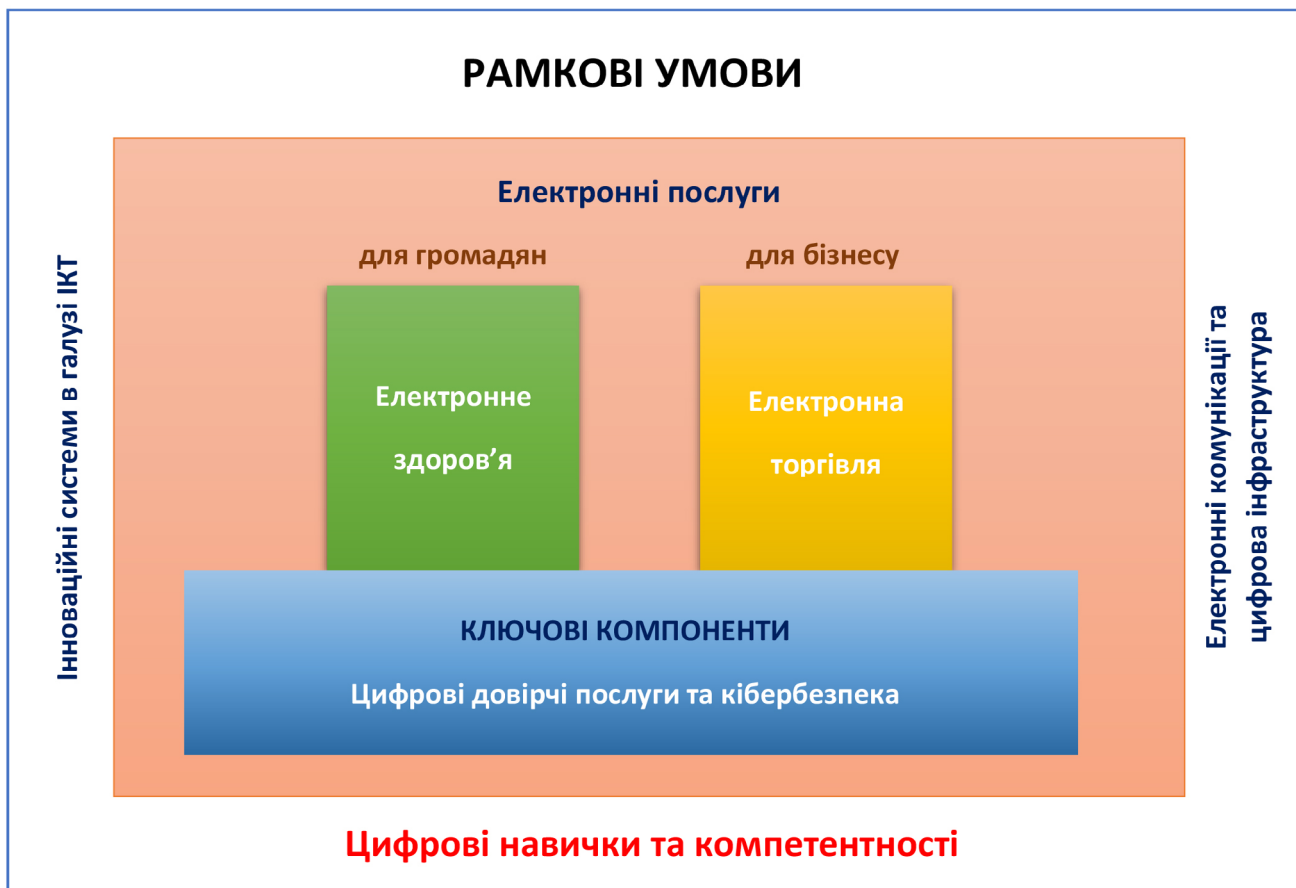 РАМКОВІ УМОВИ
Електронні послуги
для громадян
для бізнесу
Інноваційні системи в галузі ІКТ
Електронне
здоров’я
Електронна
торгівля
Електронні комунікації та
цифрова інфраструктура
КЛЮЧОВІ КОМПОНЕНТИ
Цифрові довірчі послуги та кібербезпека
Цифрові навички та компетентності